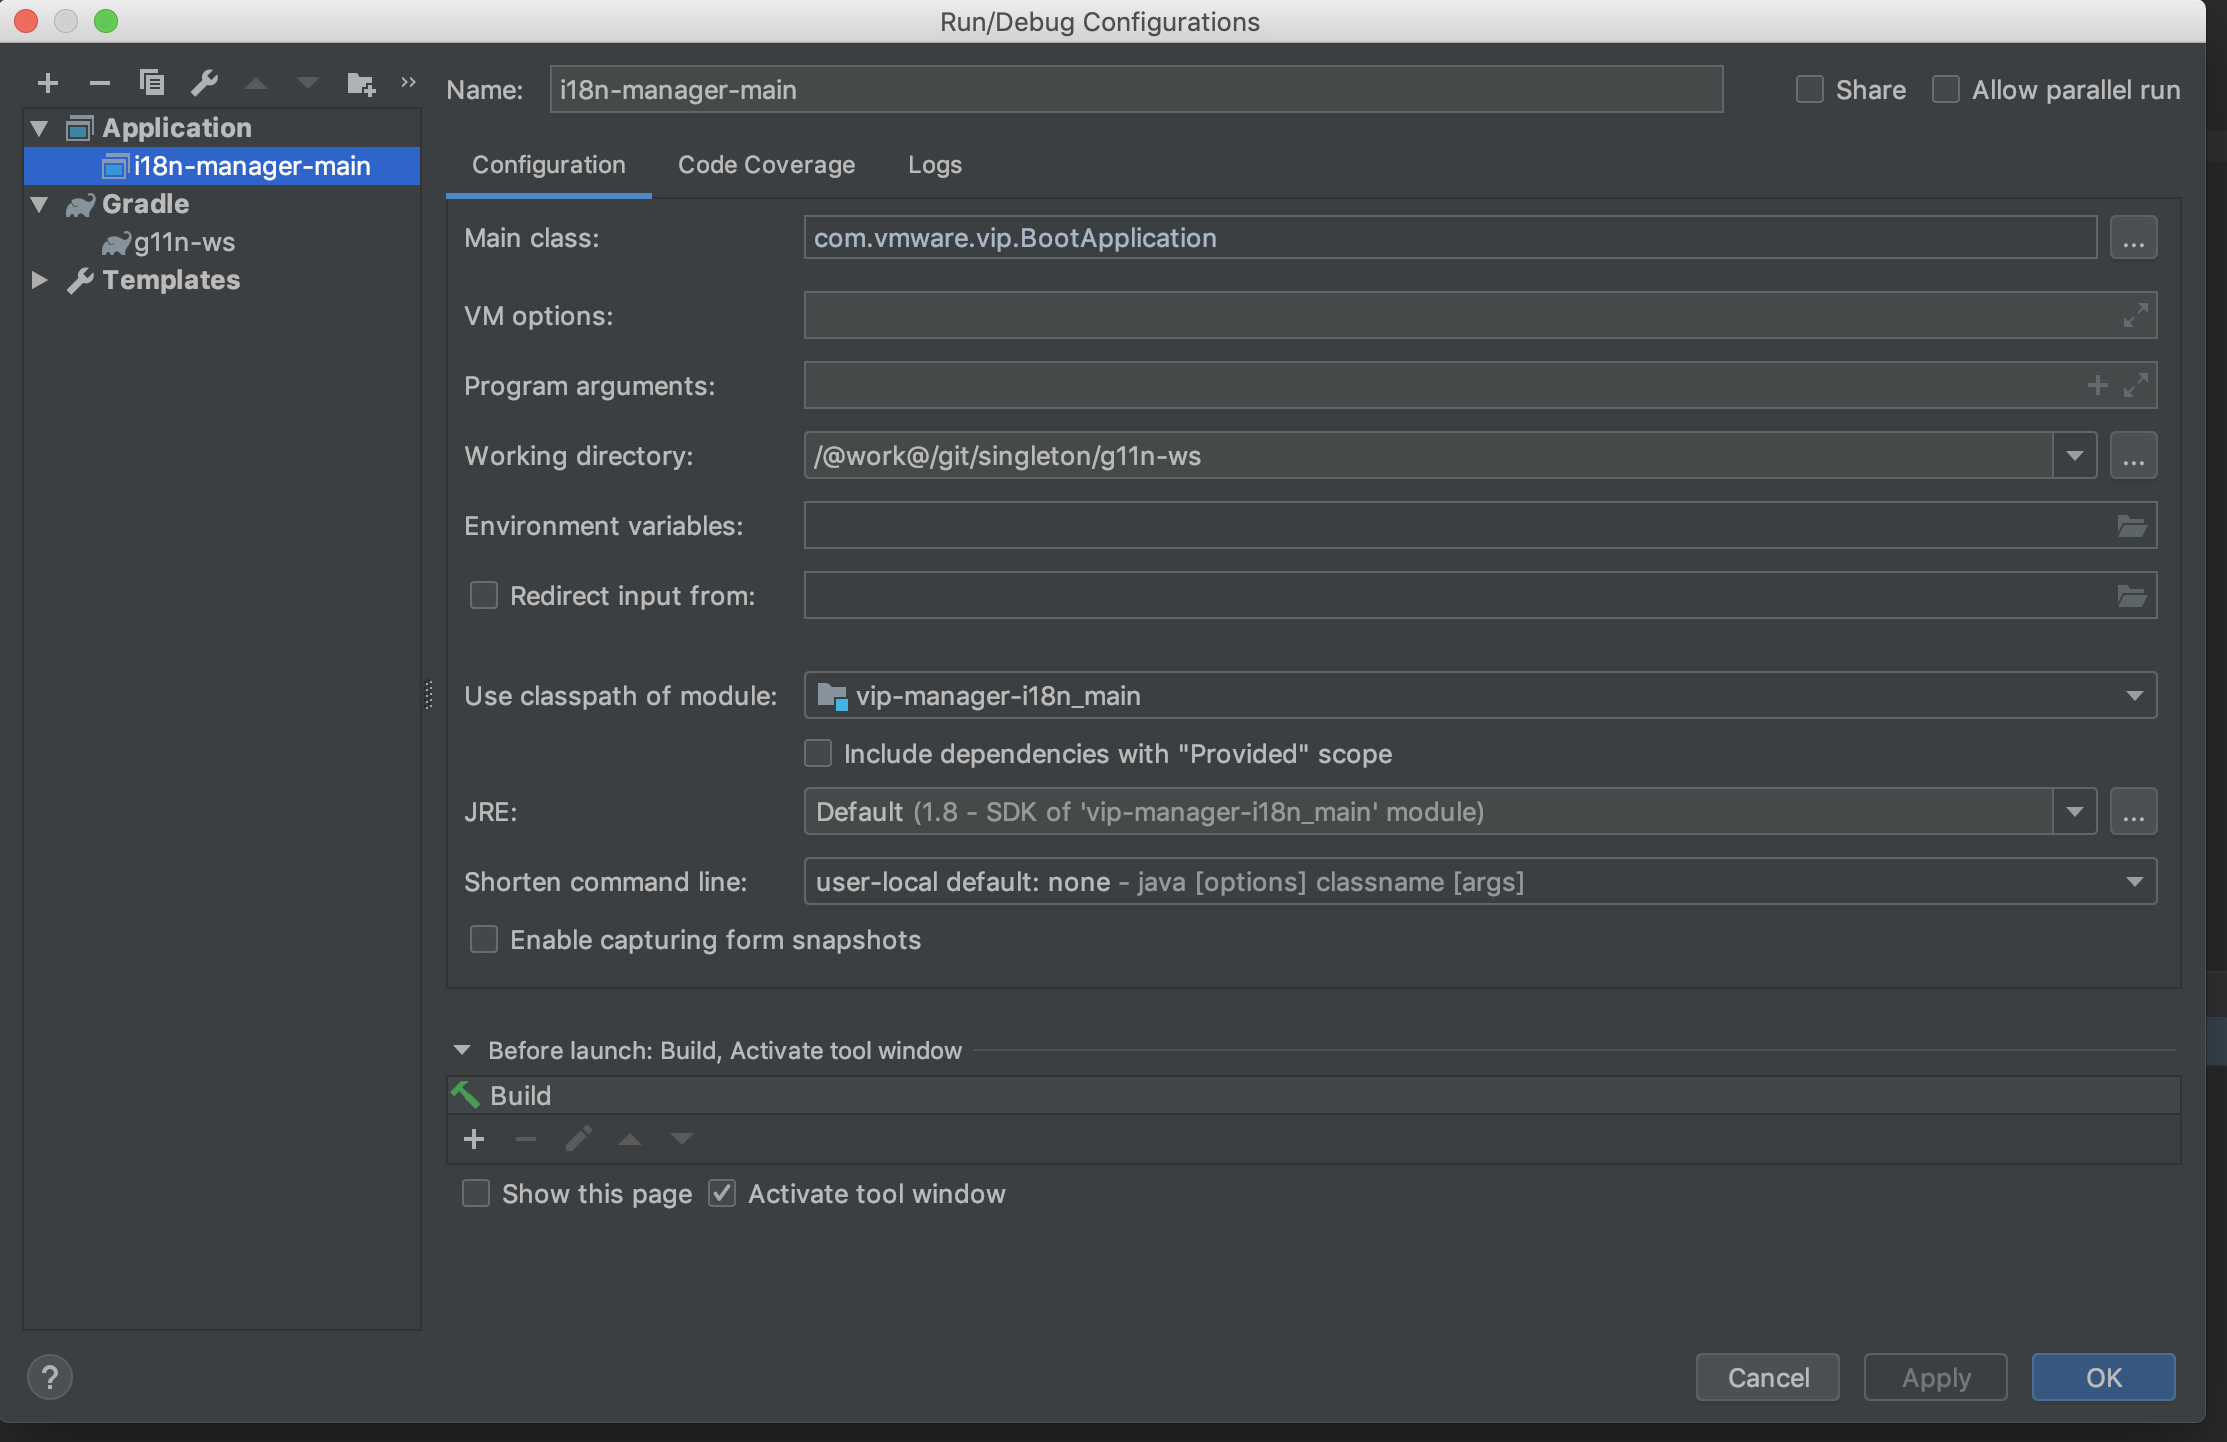 Run/Debug Configurations
Name: i18n-manager-main Share Allow parallel run
Application
i18n-manager-main
Gradle
g11n-ws
Templates
Configuration Code Coverage Logs
Main class: com.vmware.vip.BootApplication ...
VM options:
Program arguments:
Working directory: /@work@/git/singleton/g11n-ws ...
Environment variables:
Redirect input from:
Use classpath of module: vip-manager-i18n_main
Include dependencies with "Provided" scope
JRE: Default (1.8 - SDK of 'vip-manager-i18n_main' module) ...
Shorten command line: user-local default: none - java [options] classname [args]
Enable capturing form snapshots
Before launch: Build, Activate tool window
Build
Show this page Activate tool window
? Cancel Apply OK